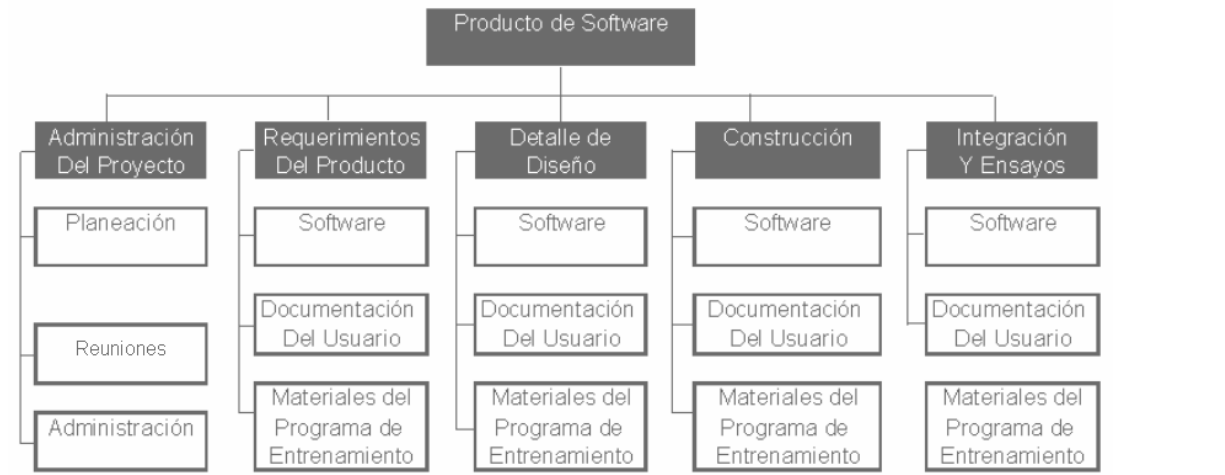 Producto de Software
Administración
Del Proyecto
Requerimientos
Del Producto
Detalle de
Diseño
Construcción
Integración
Y Ensayos
Planeación
Software
Software
Software
Software
Reuniones
Documentación
Del Usuario
Documentación
Del Usuario
Documentación
Del Usuario
Documentación
Del Usuario
Administración
Materiales del
Programa de
Entrenamiento
Materiales del
Programa de
Entrenamiento
Materiales del
Programa de
Entrenamiento
Materiales del
Programa de
Entrenamiento